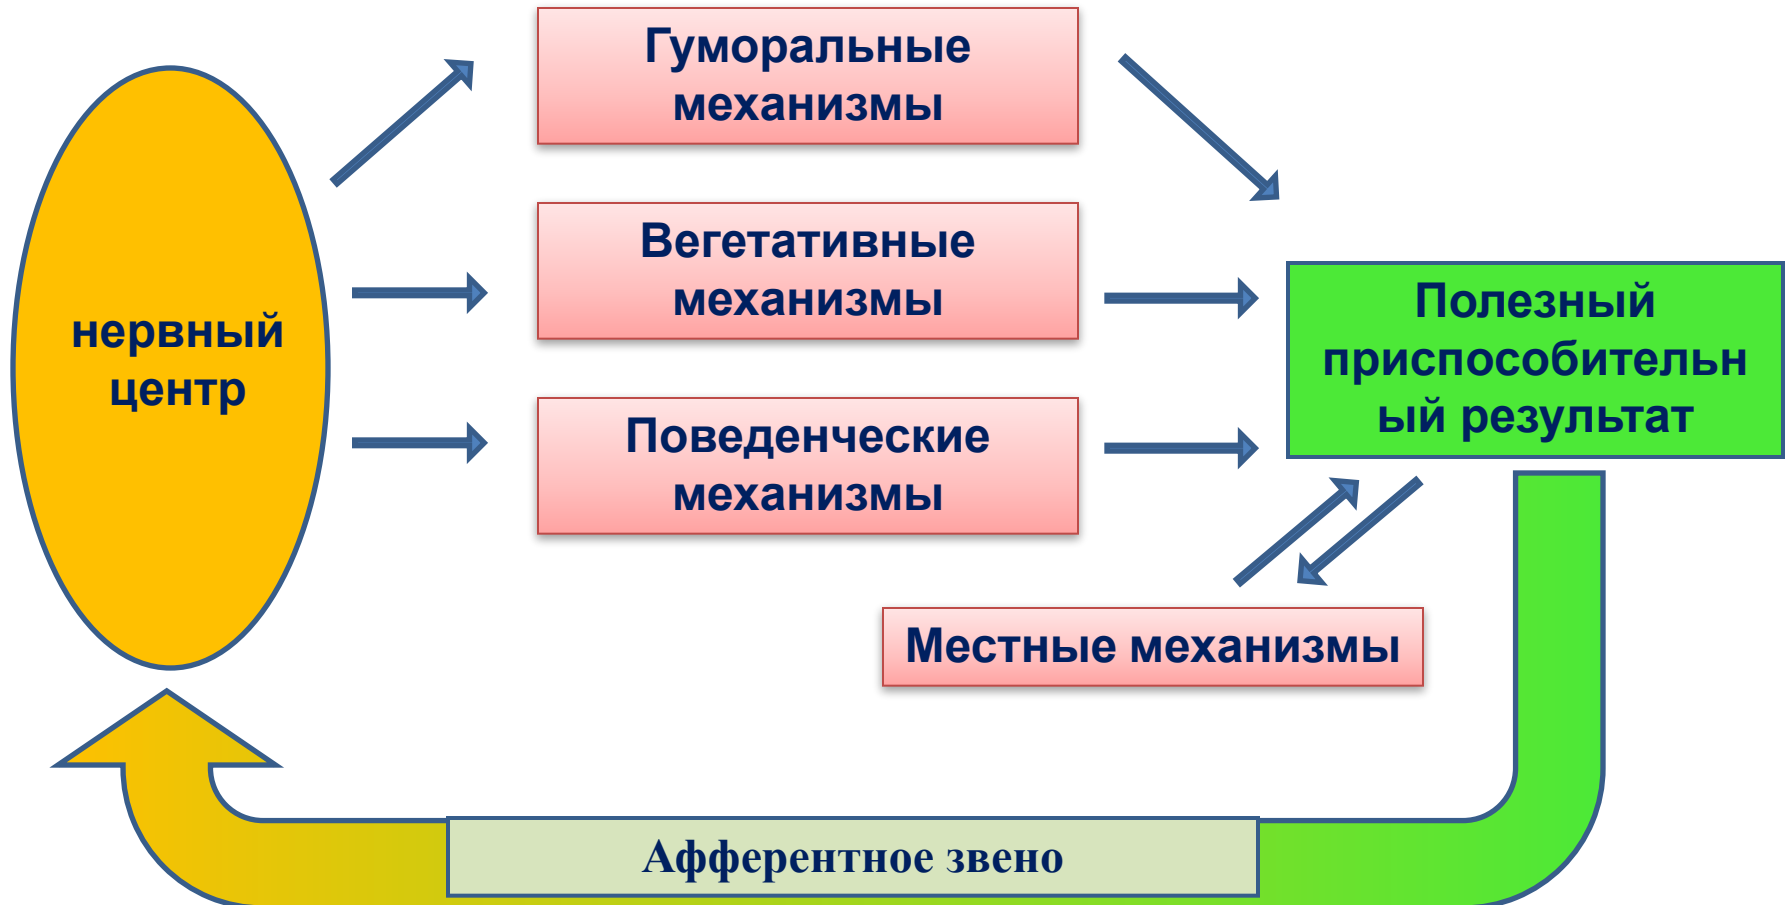 Гуморальные
механизмы
Вегетативные
механизмы
нервный
центр
Полезный
приспособительн
ый результат
Поведенческие
механизмы
Местные механизмы
Афферентное звено